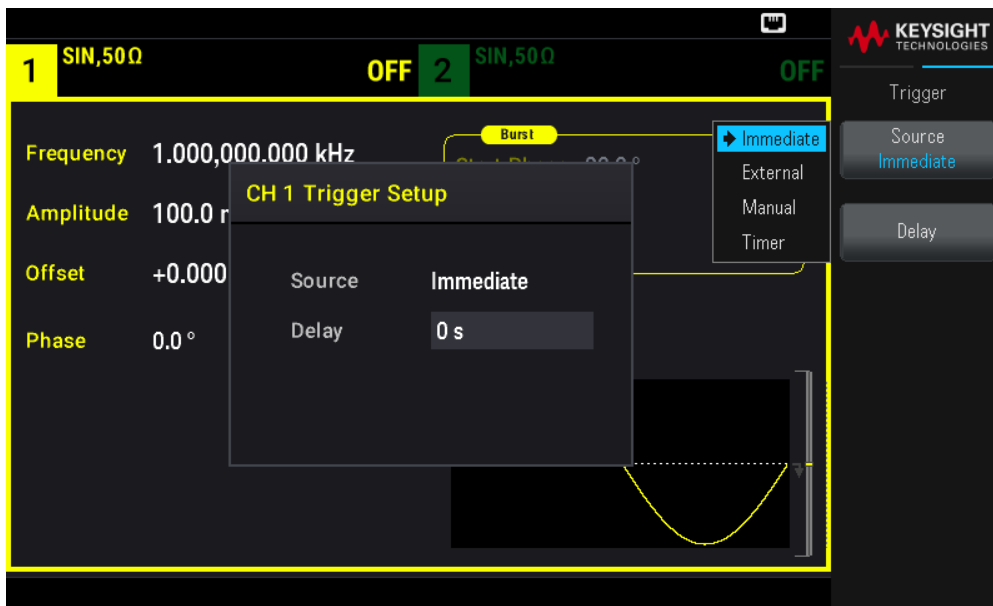 KEYSIGHT
TECHNOLOGIES
1 SIN,50Ω OFF 2 SIN,50Ω OFF
Trigger
Burst
Frequency 1.000,000.000 kHz
Immediate
External
Manual
Timer
Source
Immediate
Delay
CH 1 Trigger Setup
Amplitude 100.0
Offset +0.000
Source Immediate
Delay 0 s
Phase 0.0 °